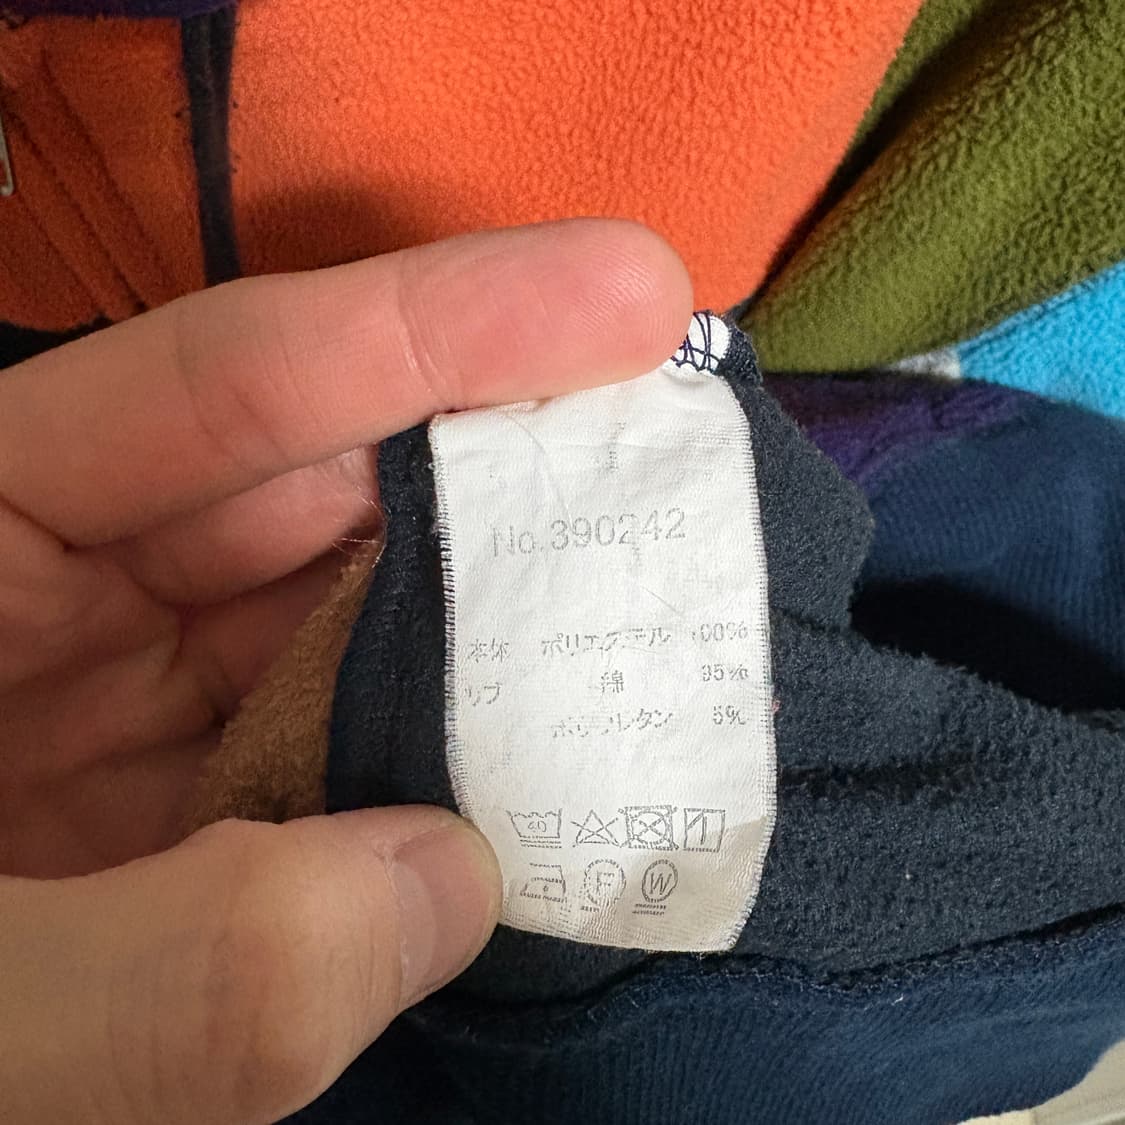 No.390242
本体 ポリエステル 100%
リブ 綿 95%
ポリウレタン 5%
F
W